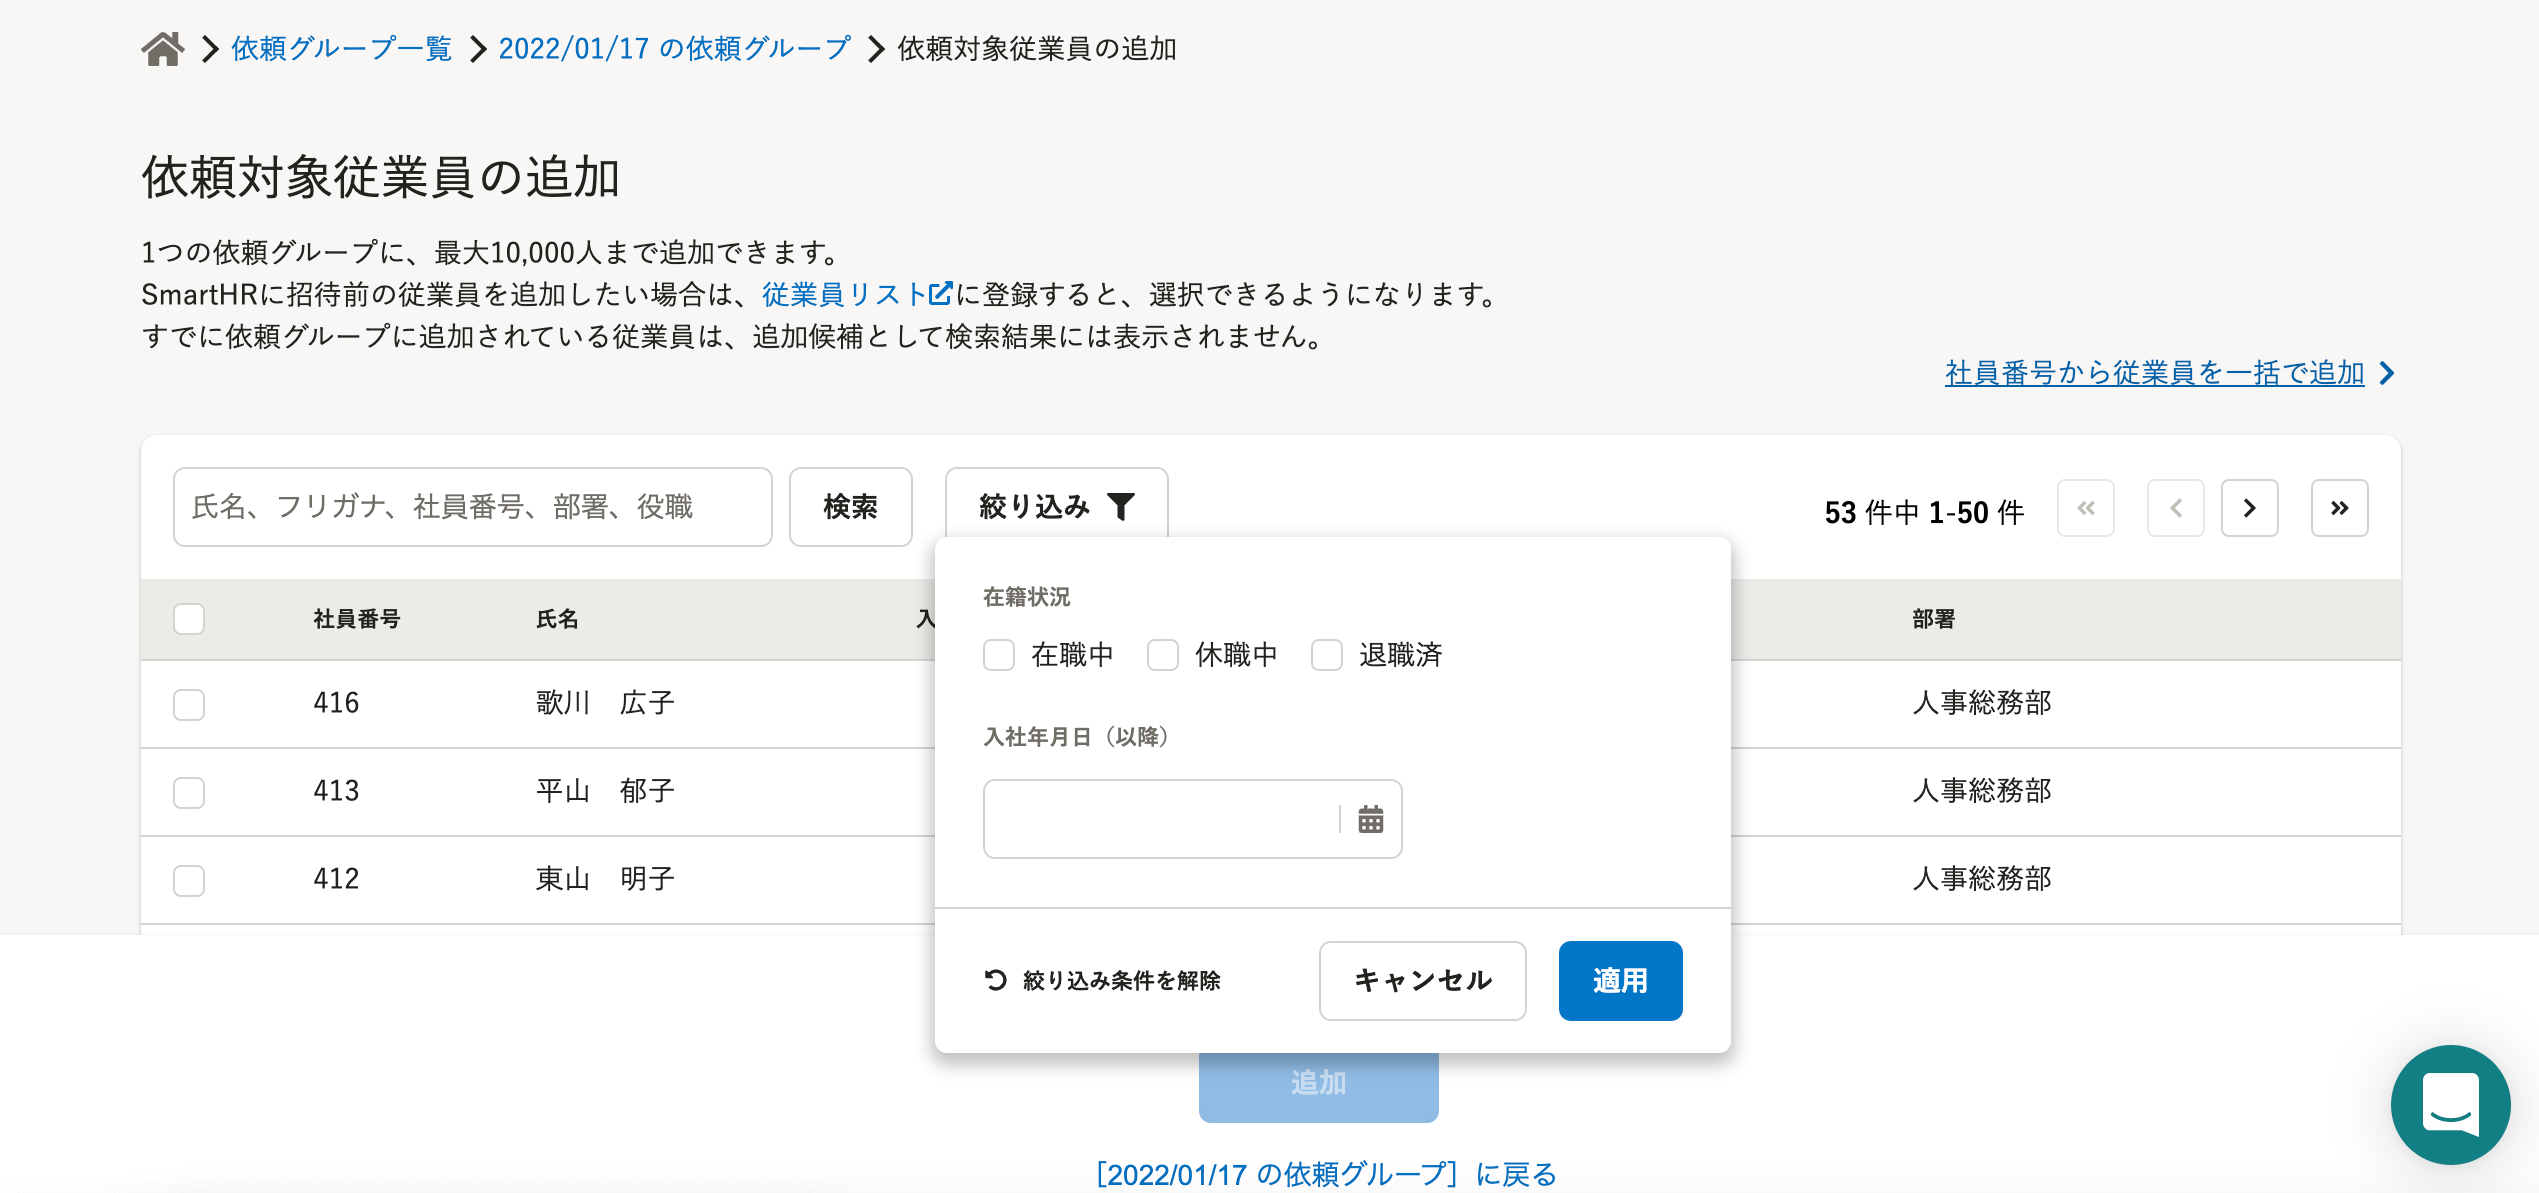 依頼グループ一覧 2022/01/17 の依頼グループ 依頼対象従業員の追加
依頼対象従業員の追加
1つの依頼グループに、最大10,000人まで追加できます。
SmartHRに招待前の従業員を追加したい場合は、従業員リストに登録すると、選択できるようになります。
すでに依頼グループに追加されている従業員は、追加候補として検索結果には表示されません。
社員番号から従業員を一括で追加
氏名、フリガナ、社員番号、部署、役職 検索 絞り込み 53 件中 1-50 件
社員番号 氏名 入 部署
416 歌川 広子 人事総務部
413 平山 郁子 人事総務部
412 東山 明子 人事総務部
在籍状況
在職中 休職中 退職済
入社年月日（以降）
絞り込み条件を解除 キャンセル 適用
追加
［2022/01/17 の依頼グループ］に戻る